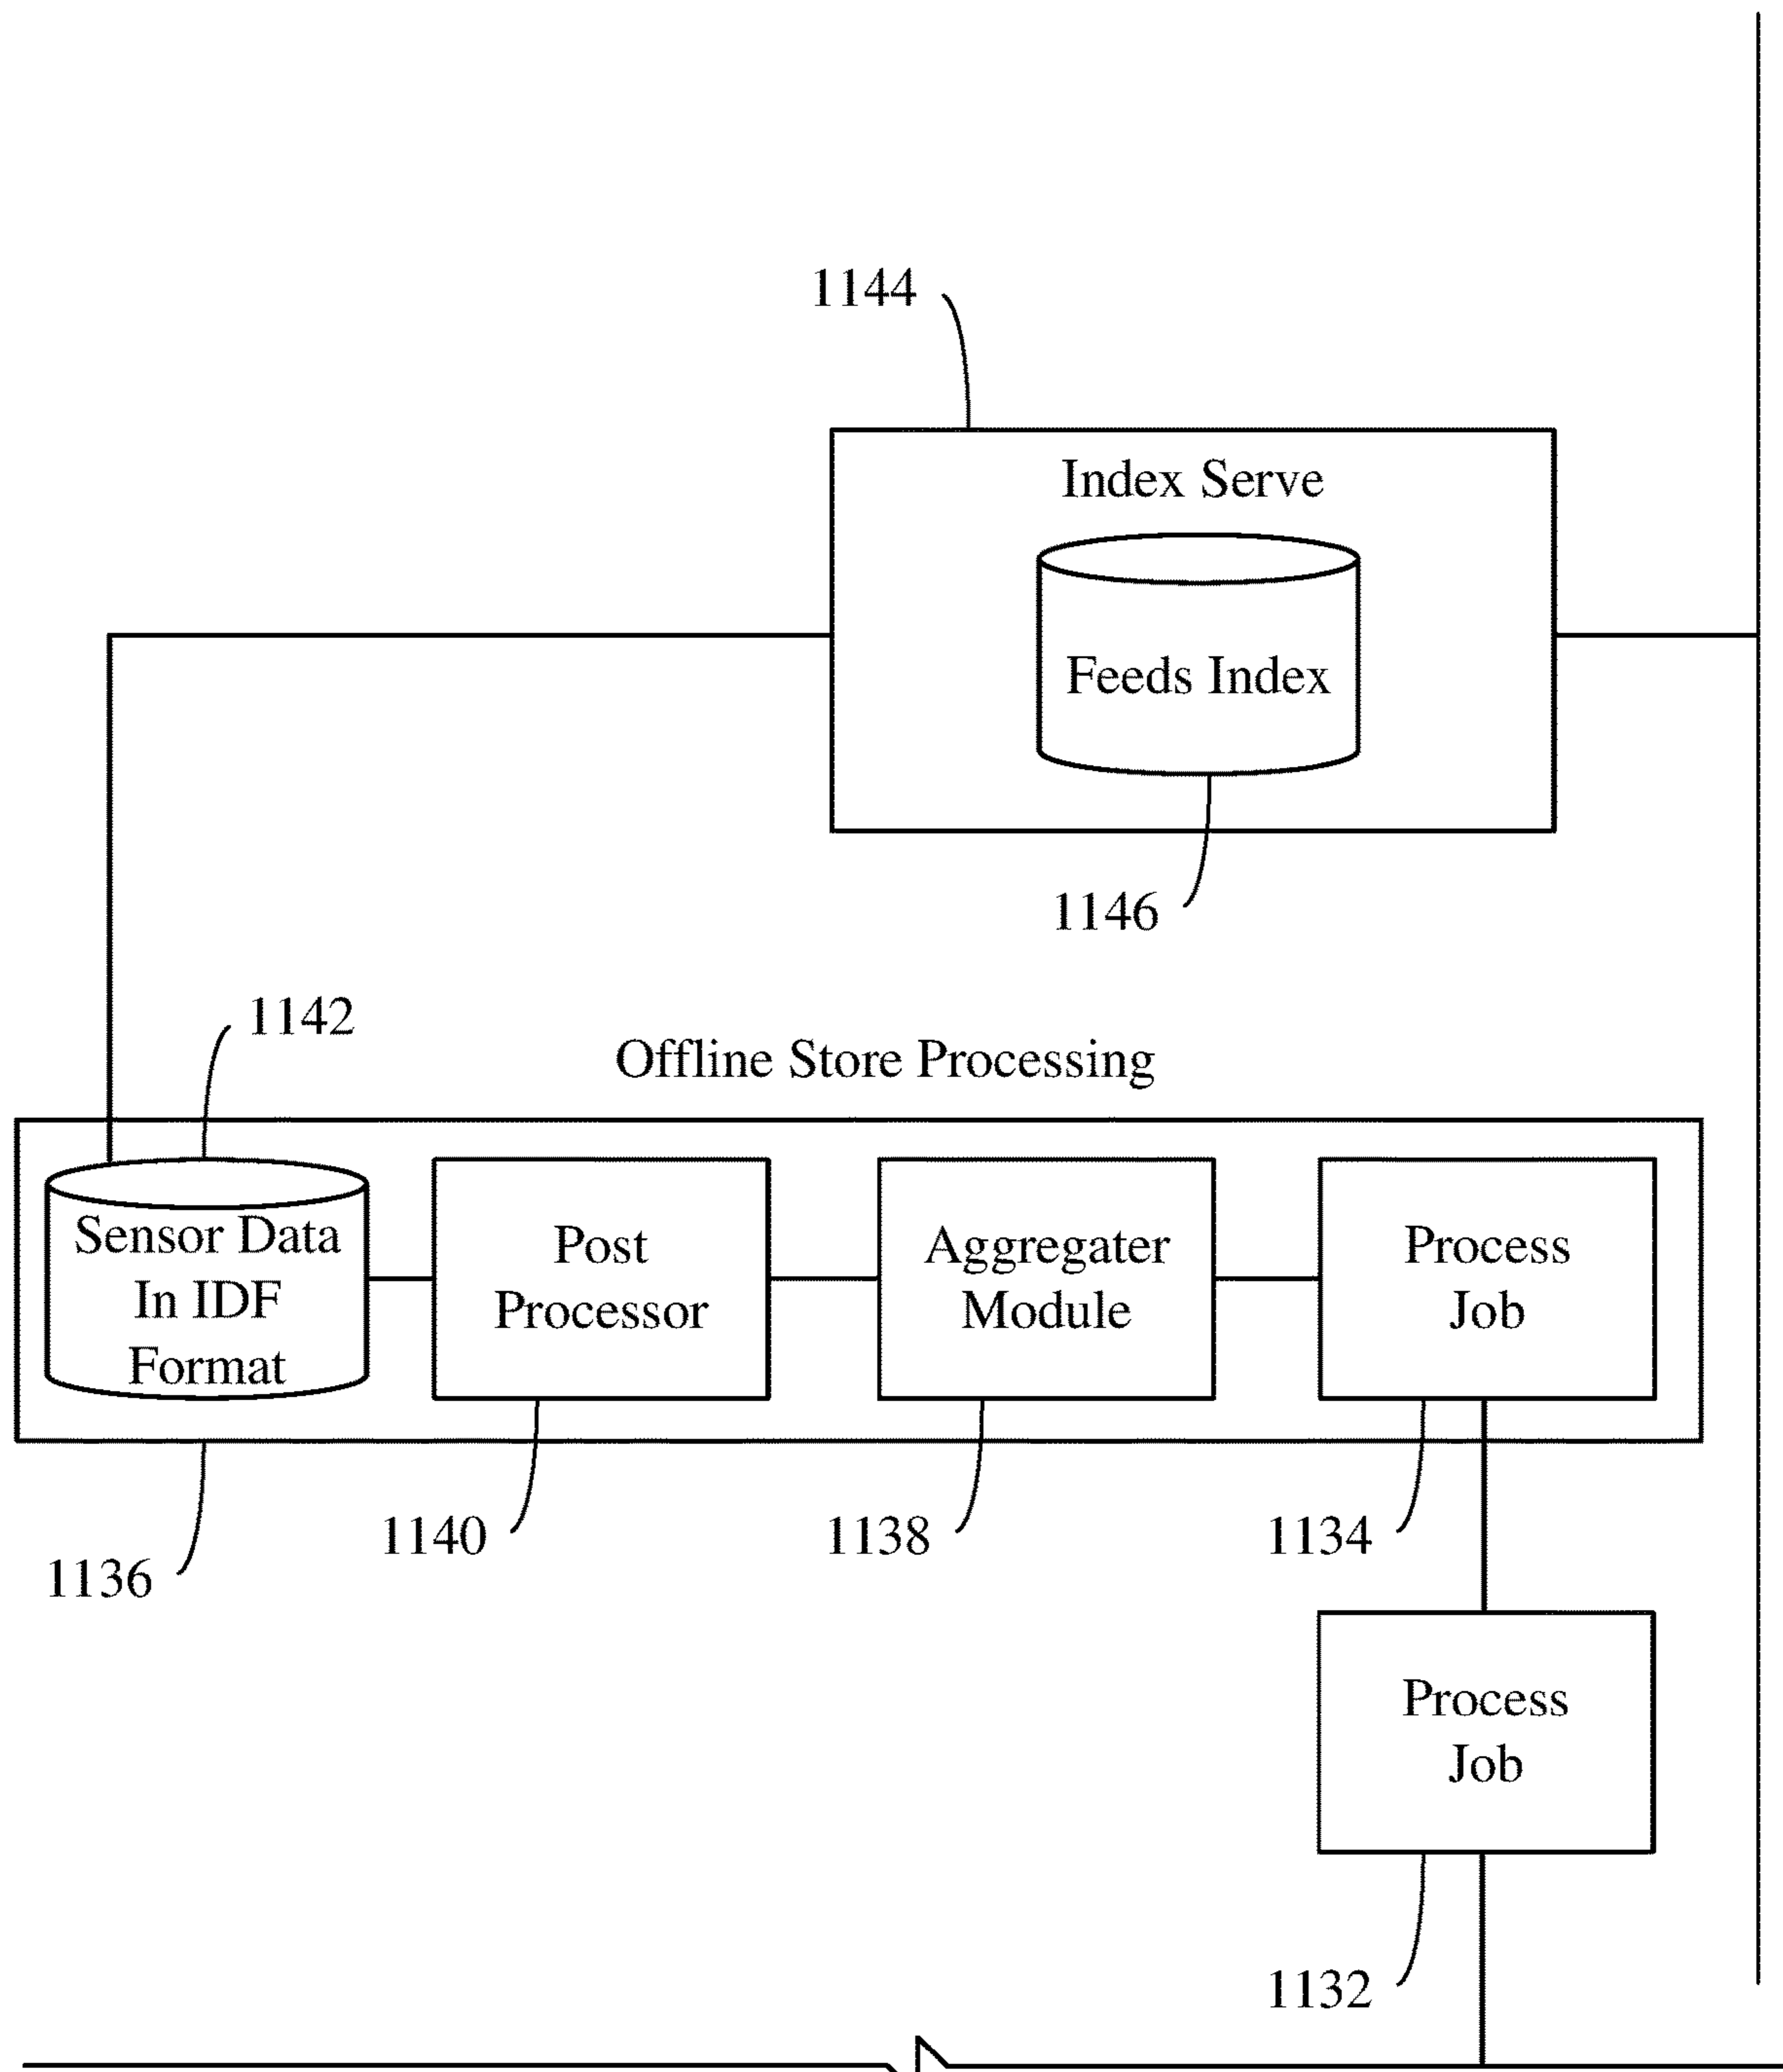 1144
Index Serve
Feeds Index
1146
1142
Offline Store Processing
Sensor Data
In IDF
Format
Post
Processor
Aggregater
Module
Process
Job
1140
1138
1134
1136
Process
Job
1132